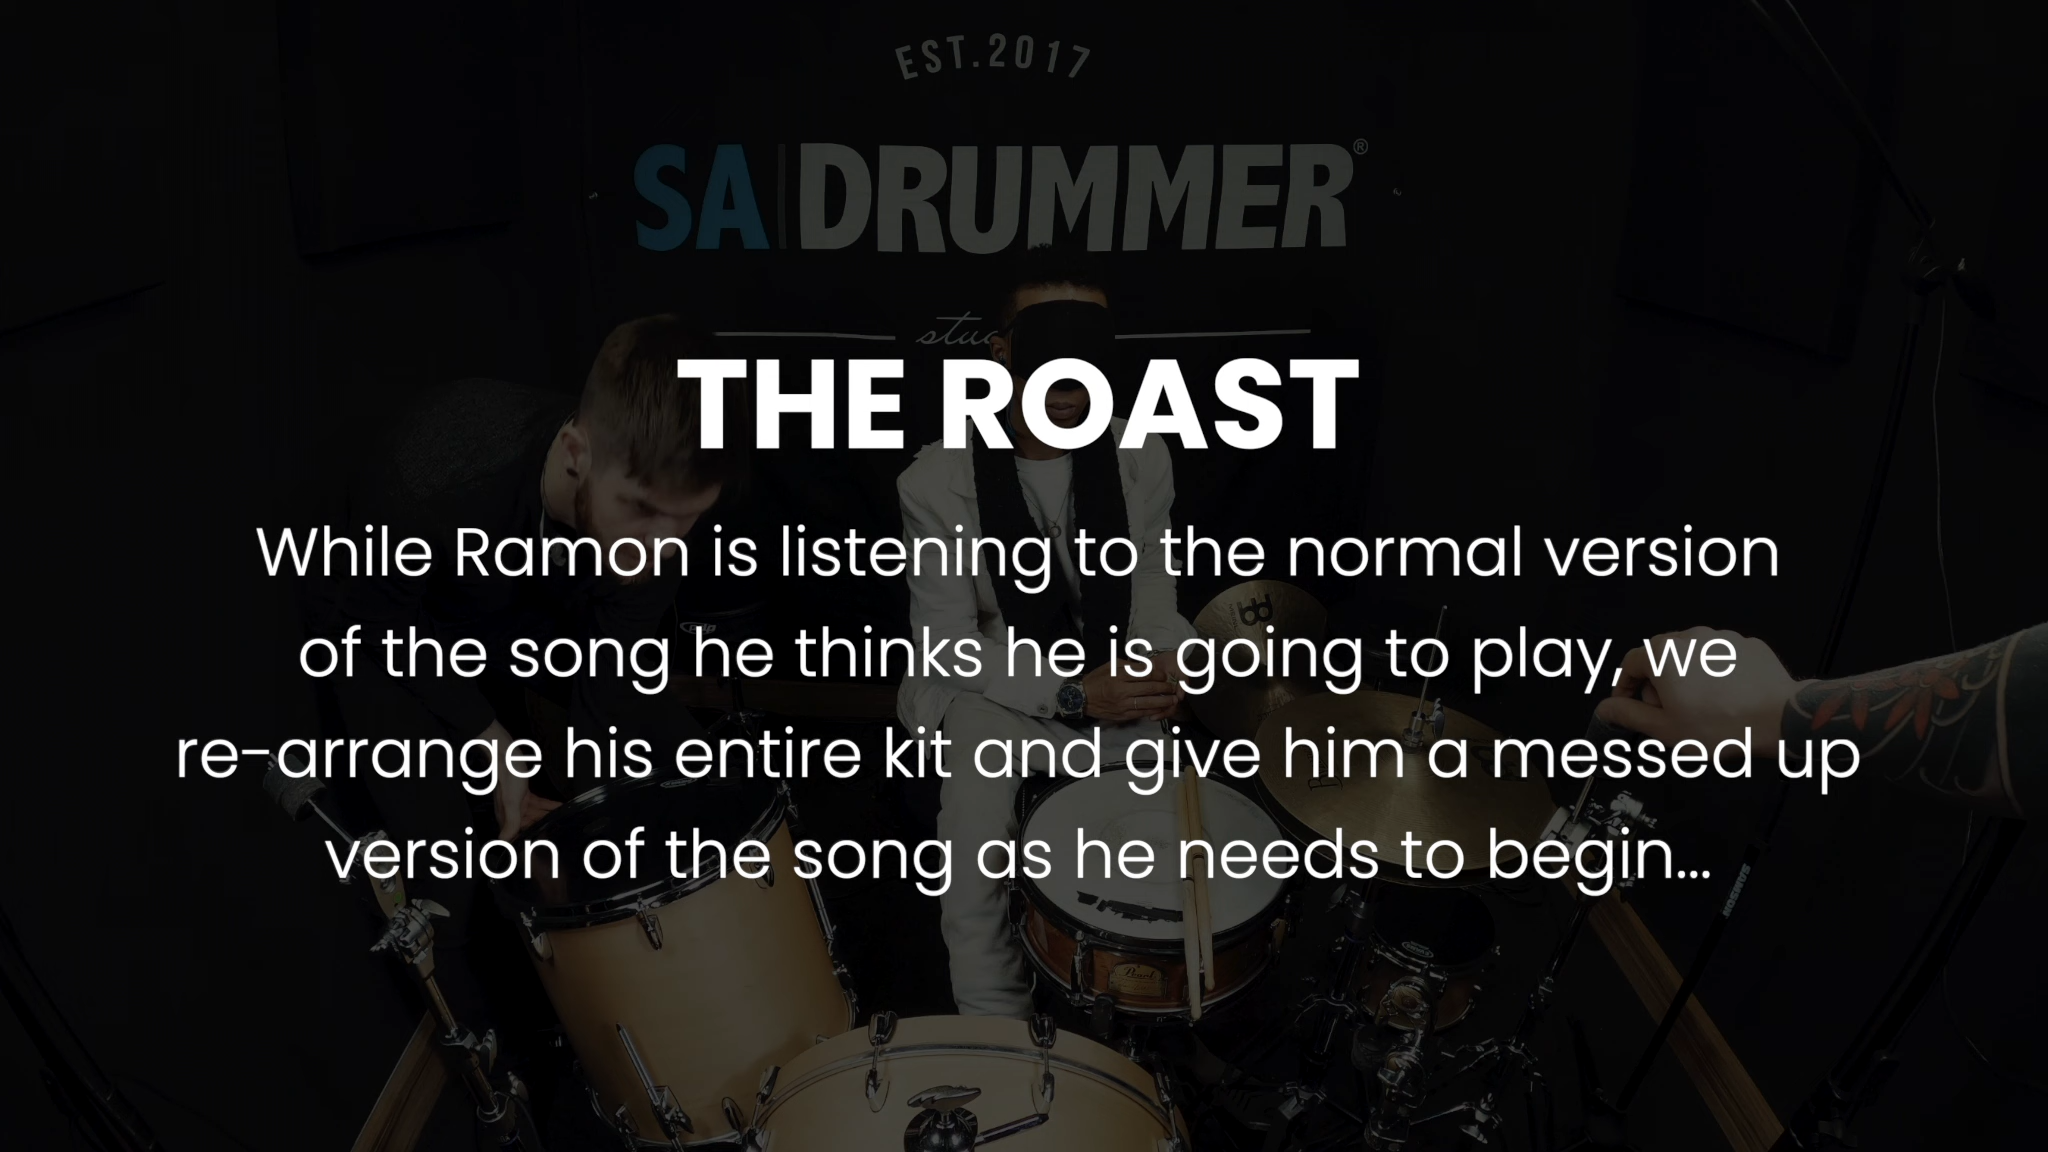 EST.2017
SA|DRUMMER®
THE ROAST
While Ramon is listening to the normal version
of the song he thinks he is going to play, we
re-arrange his entire kit and give him a messed up
version of the song as he needs to begin...
Pearl
SAMSON